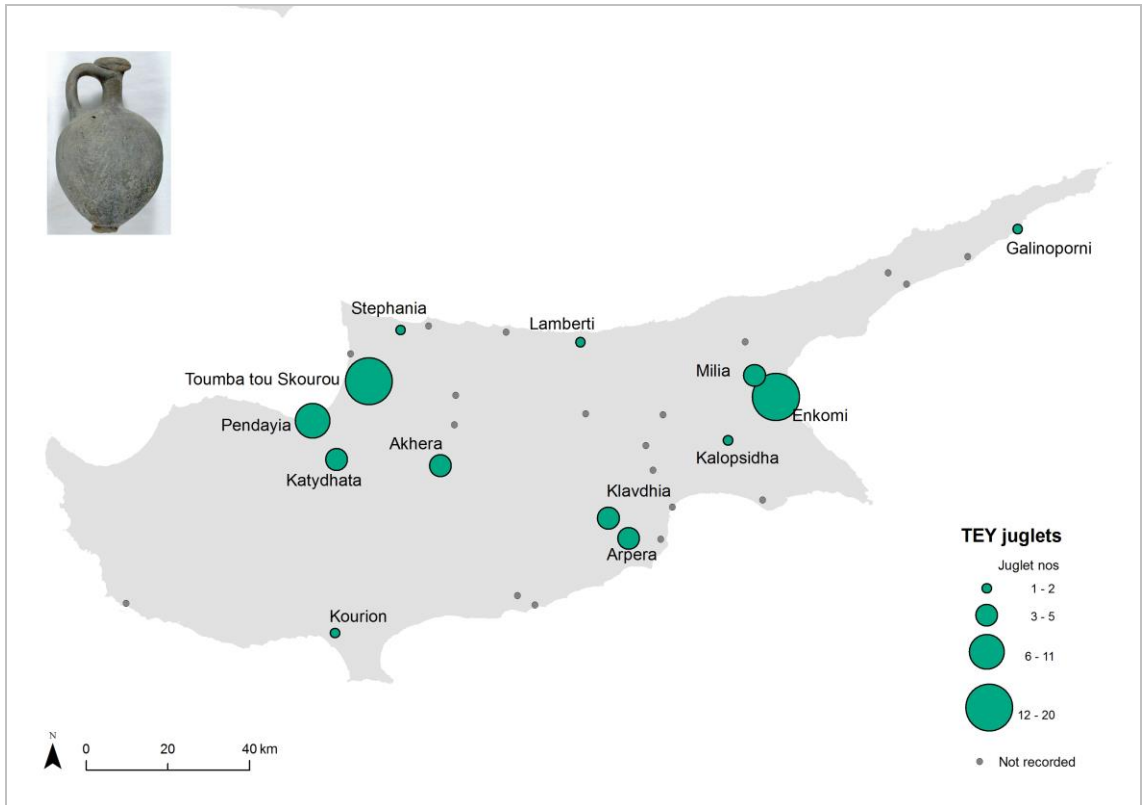 Galinoporni
Stephania
Lamberti
Toumba tou Skourou
Milia
Enkomi
Pendayia
Akhera
Kalopsidha
Katydhata
Klavdhia
Arpera
Kourion
TEY juglets
Juglet nos
1 - 2
3 - 5
6 - 11
12 - 20
Not recorded
N
0 20 40 km